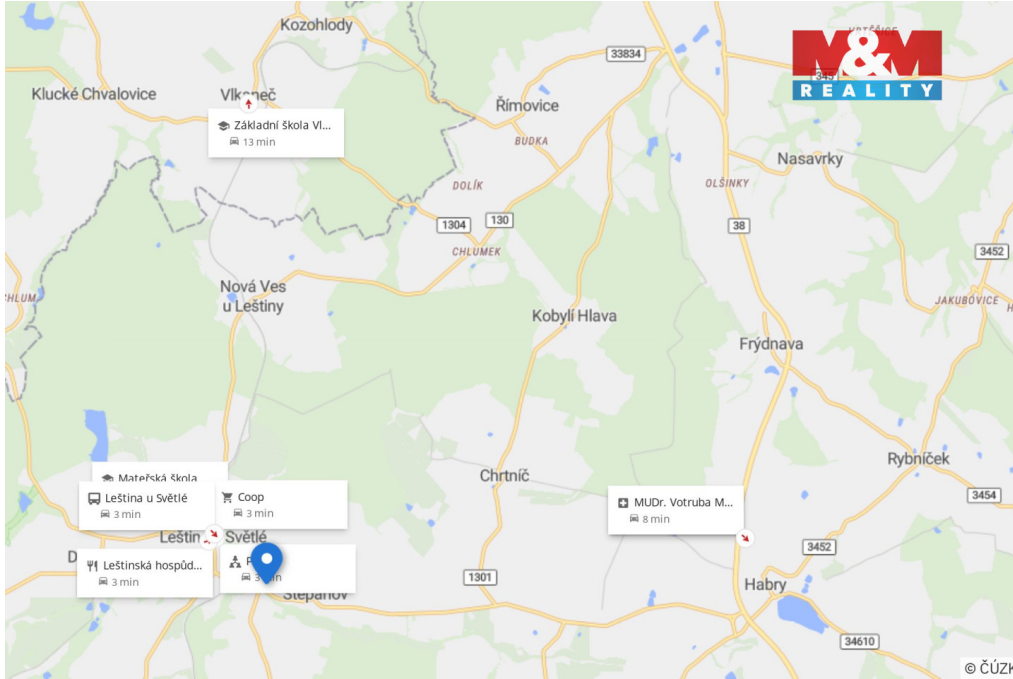 Kozohlody
33834
M&M
REALITY
345
Klucké Chvalovice
Vlkaneč
Římovice
Základní škola Vl...
13 min
BUDKA
Nasavrky
DOLÍK
OLŠINKY
1304
130
38
CHLUMEK
3452
Nová Ves
u Leštiny
CHLUM
JAKUBOVICE
Kobylí Hlava
Frýdnava
Rybníček
Mateřská škola
Chrtníč
Leština u Světlé
3 min
Coop
3 min
MUDr. Votruba M...
8 min
3454
Světlé
3452
Leštinská hospůd...
3 min
1301
Habry
Štěpánov
34610
© ČÚZK